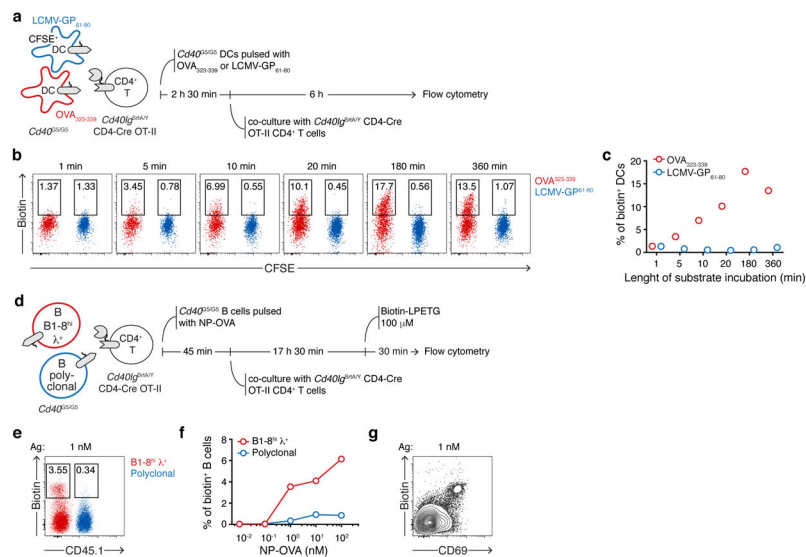 a
LCMV-GP61-80
CFSE+
DC
DC
OVA323-339
Cd40G5/G5
CD4+
T
Cd40lgSrtA/Y
CD4-Cre OT-II
Cd40G5/G5 DCs pulsed with
OVA323-339 or LCMV-GP61-80
2 h 30 min
6 h
Flow cytometry
co-culture with Cd40lgSrtA/Y CD4-Cre
OT-II CD4+ T cells
b
1 min
5 min
10 min
20 min
180 min
360 min
1.37
1.33
3.45
0.78
6.99
0.55
10.1
0.45
17.7
0.56
13.5
1.07
OVA323-339
LCMV-GP61-80
Biotin
CFSE
c
% of biotin+ DCs
20
15
10
5
0
OVA323-339
LCMV-GP61-80
1
5
10
20
180
360
Lenght of substrate incubation (min)
d
B
B1-8hi
λ+
B
poly-
clonal
Cd40G5/G5
CD4+
T
Cd40lgSrtA/Y
CD4-Cre OT-II
Cd40G5/G5 B cells pulsed
with NP-OVA
Biotin-LPETG
100 µM
45 min
17 h 30 min
30 min
Flow cytometry
co-culture with Cd40lgSrtA/Y CD4-Cre
OT-II CD4+ T cells
e
Ag:
1 nM
3.55
0.34
B1-8hi λ+
Polyclonal
Biotin
CD45.1
f
% of biotin+ B cells
8
6
4
2
0
B1-8hi λ+
Polyclonal
10-2
10-1
100
101
102
NP-OVA (nM)
g
Ag:
1 nM
Biotin
CD69